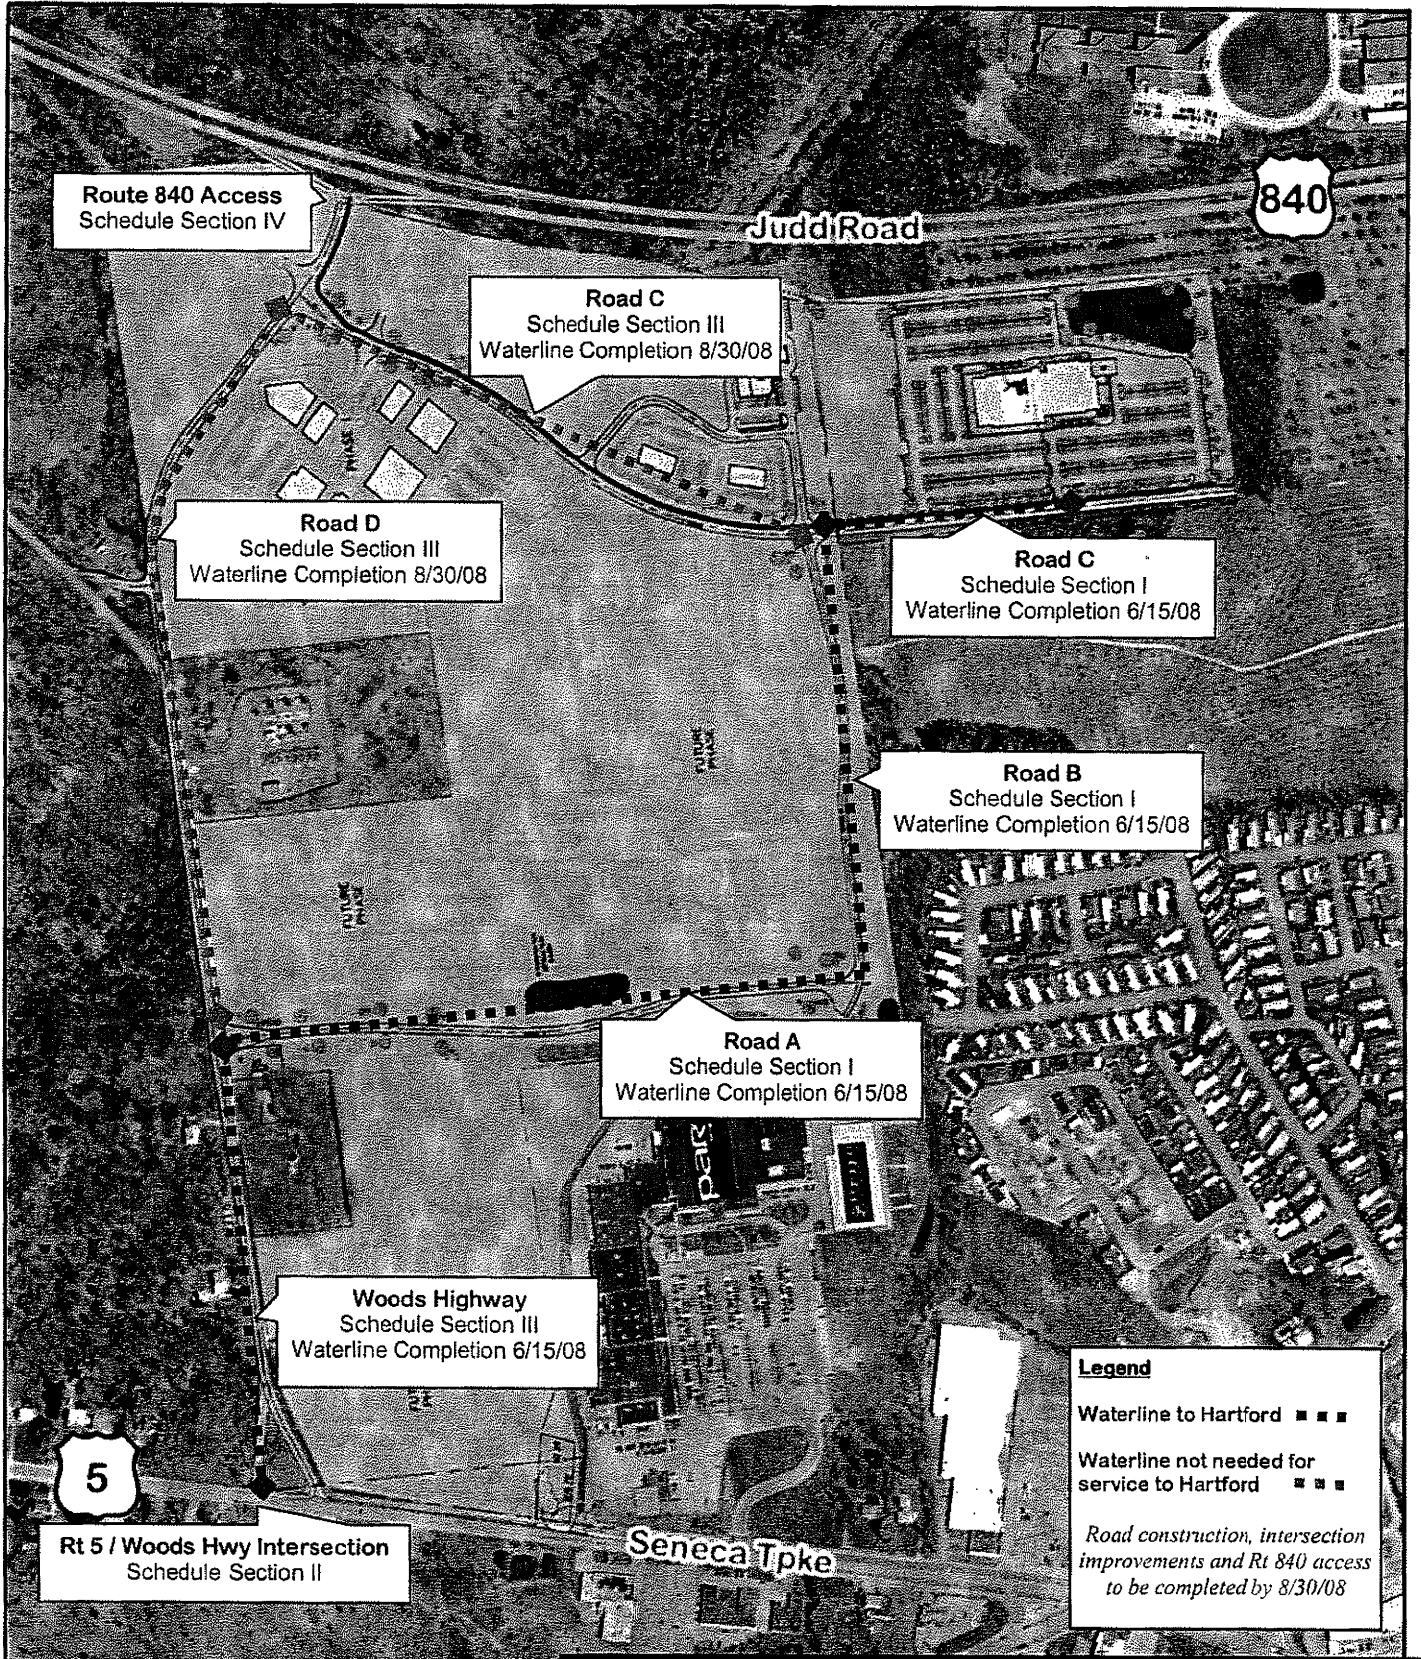 840
Route 840 Access
Schedule Section IV
Judd Road
Road C
Schedule Section III
Waterline Completion 8/30/08
PHASE I
Road D
Schedule Section III
Waterline Completion 8/30/08
Road C
Schedule Section I
Waterline Completion 6/15/08
FUTURE
PHASE
Road B
Schedule Section I
Waterline Completion 6/15/08
FUTURE
PHASE
Road A
Schedule Section I
Waterline Completion 6/15/08
Woods Highway
Schedule Section III
Waterline Completion 6/15/08
5
Rt 5 / Woods Hwy Intersection
Schedule Section II
Seneca Tpke
Legend
Waterline to Hartford
Waterline not needed for
service to Hartford
Road construction, intersection
improvements and Rt 840 access
to be completed by 8/30/08